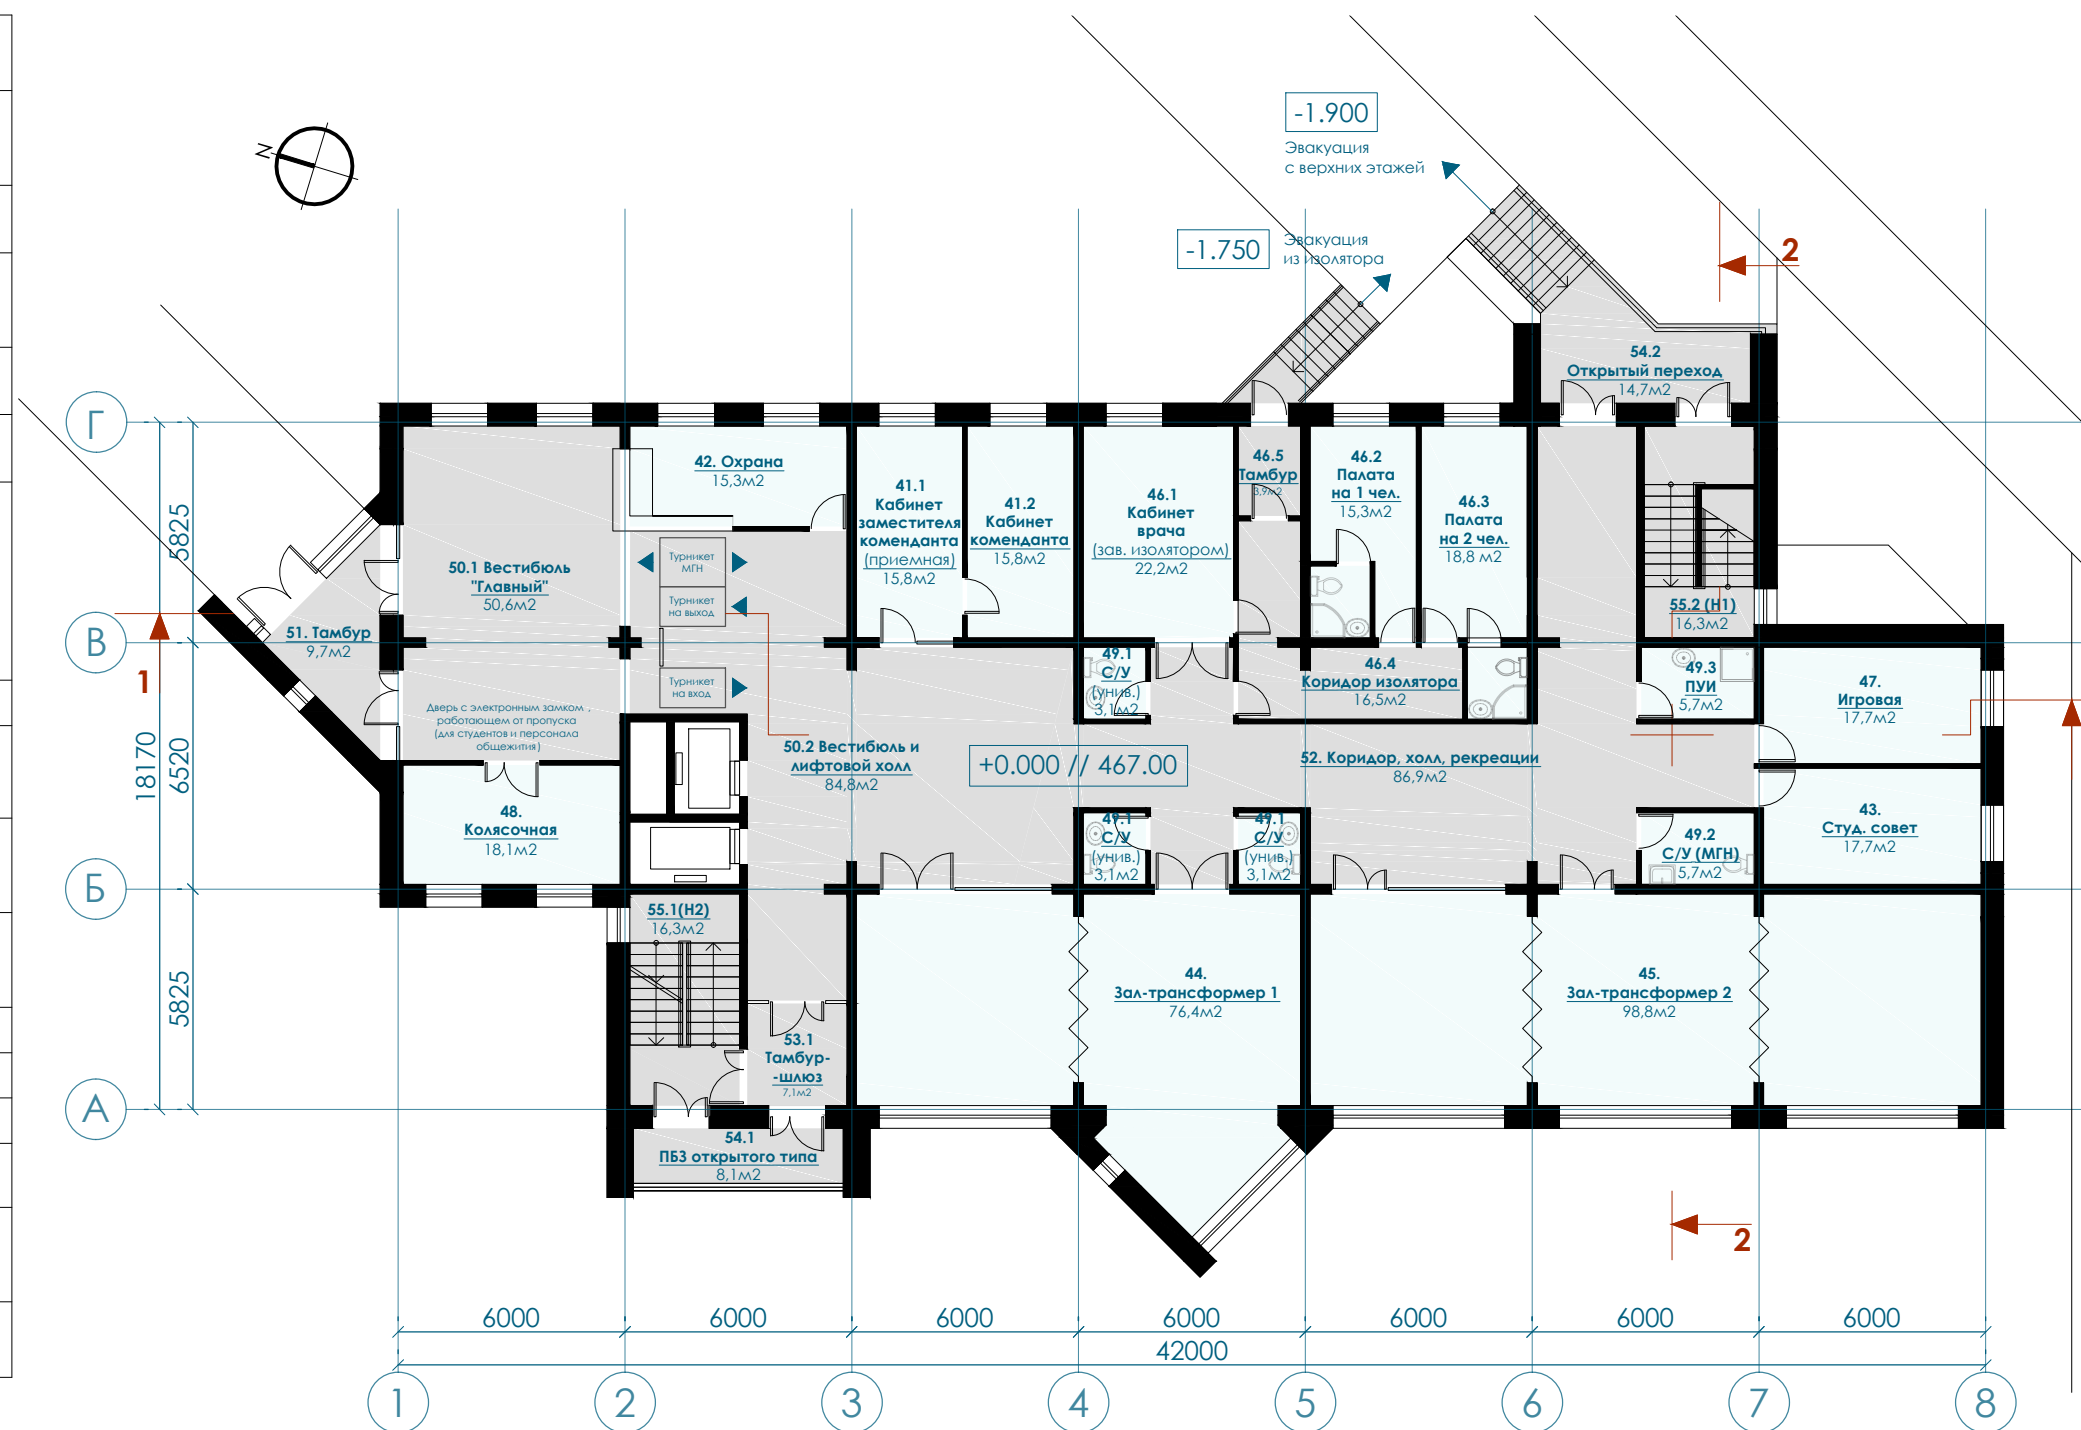 N
-1.900
Эвакуация
с верхних этажей
-1.750
Эвакуация
из изолятора
2
54.2
Открытый переход
14,7м2
Г
42. Охрана
15,3м2
41.1
Кабинет
заместителя
коменданта
(приемная)
15,8м2
41.2
Кабинет
коменданта
15,8м2
46.1
Кабинет
врача
(зав. изолятором)
22,2м2
46.5
Тамбур
3,9м2
46.2
Палата
на 1 чел.
15,3м2
46.3
Палата
на 2 чел.
18,8 м2
5825
50.1 Вестибюль
"Главный"
50,6м2
Турникет
МГН
Турникет
на выход
Турникет
на вход
55.2 (Н1)
16,3м2
В
51. Тамбур
9,7м2
1
49.1
С/У
(унив.)
3,1м2
46.4
Коридор изолятора
16,5м2
49.3
ПУИ
5,7м2
47.
Игровая
17,7м2
Дверь с электронным замком ,
работающем от пропуска
(для студентов и персонала
общежития)
18170
6520
50.2 Вестибюль и
лифтовой холл
84,8м2
+0.000 // 467.00
52. Коридор, холл, рекреации
86,9м2
48.
Колясочная
18,1м2
49.1
С/У
(унив.)
3,1м2
49.1
С/У
(унив.)
3,1м2
49.2
С/У (МГН)
5,7м2
43.
Студ. совет
17,7м2
Б
55.1(Н2)
16,3м2
5825
44.
Зал-трансформер 1
76,4м2
45.
Зал-трансформер 2
98,8м2
53.1
Тамбур-
-шлюз
7,1м2
А
54.1
ПБЗ открытого типа
8,1м2
2
6000
6000
6000
6000
6000
6000
6000
42000
1
2
3
4
5
6
7
8